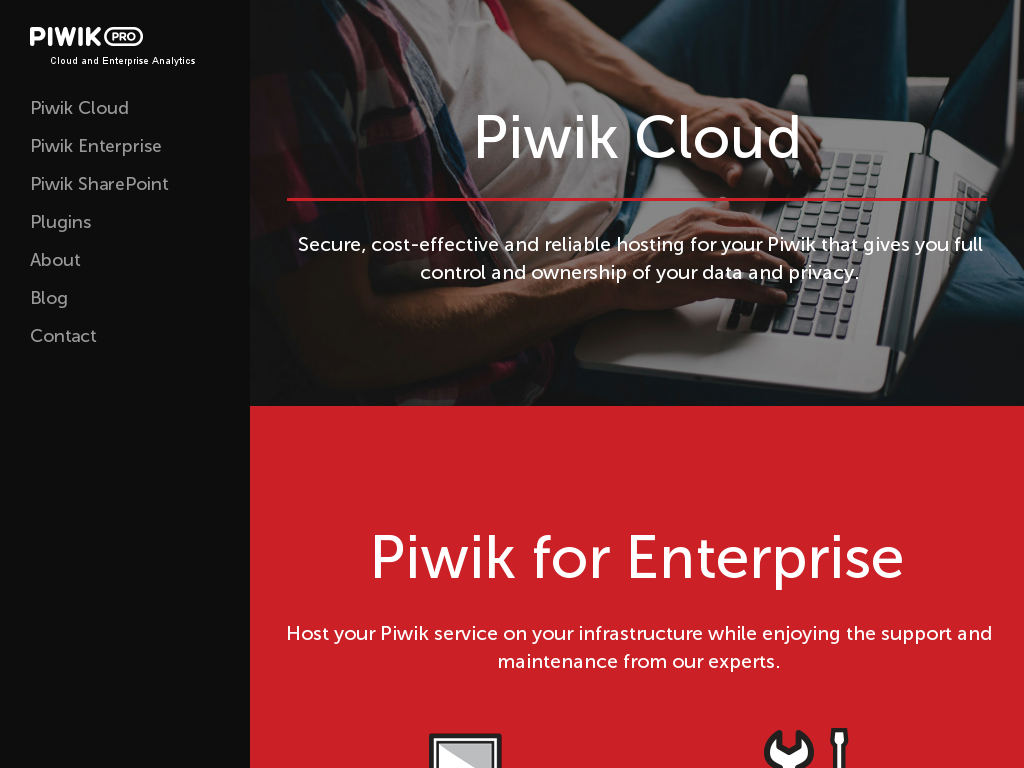 PIWIK PRO
Cloud and Enterprise Analytics
Piwik Cloud
Piwik Enterprise
Piwik SharePoint
Plugins
About
Blog
Contact
Piwik Cloud
Secure, cost-effective and reliable hosting for your Piwik that gives you full
control and ownership of your data and privacy.
Piwik for Enterprise
Host your Piwik service on your infrastructure while enjoying the support and
maintenance from our experts.